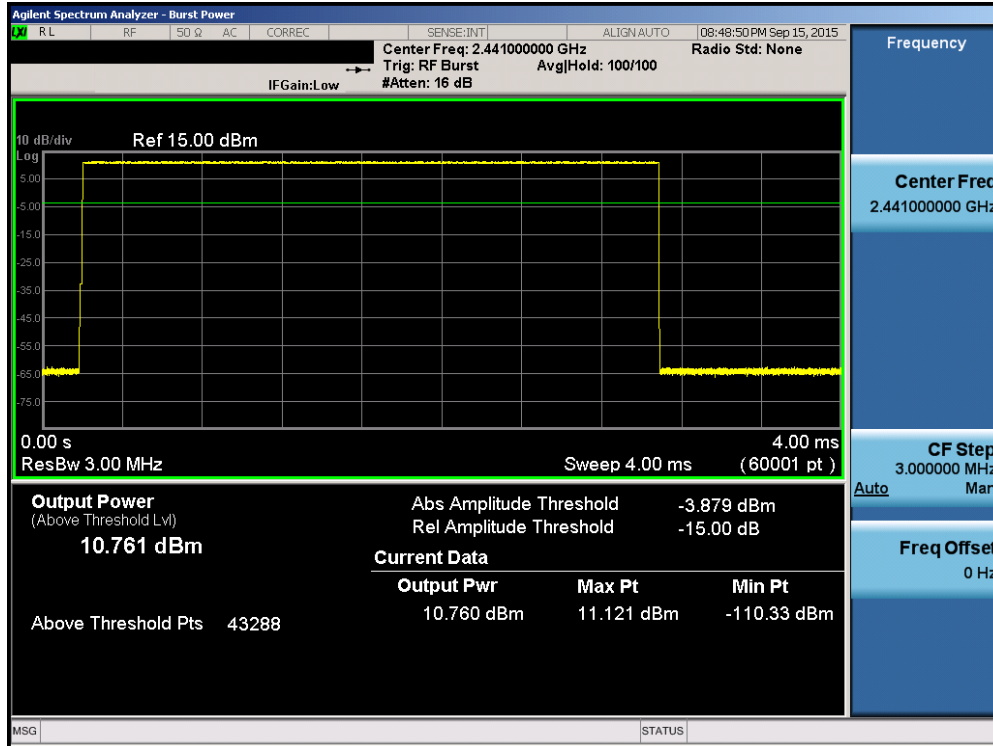 Agilent Spectrum Analyzer - Burst Power
LXI RL RF 50 Ω AC CORREC SENSE:INT ALIGN AUTO 08:48:50 PM Sep 15, 2015
Center Freq: 2.441000000 GHz Radio Std: None
Trig: RF Burst Avg|Hold: 100/100
IFGain:Low #Atten: 16 dB
10 dB/div Ref 15.00 dBm
Log
5.00
-5.00
-15.0
-25.0
-35.0
-45.0
-55.0
-65.0
-75.0
0.00 s 4.00 ms
ResBw 3.00 MHz Sweep 4.00 ms (60001 pt)
Output Power
(Above Threshold Lvl)
10.761 dBm
Above Threshold Pts 43288
Abs Amplitude Threshold -3.879 dBm
Rel Amplitude Threshold -15.00 dB
Current Data
Output Pwr Max Pt Min Pt
10.760 dBm 11.121 dBm -110.33 dBm
MSG STATUS
Frequency
Center Freq
2.441000000 GHz
CF Step
3.000000 MHz
Auto Man
Freq Offset
0 Hz